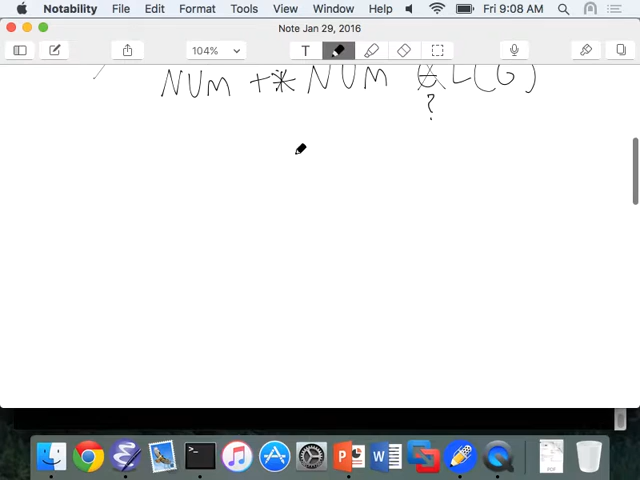 Notability File Edit Format Tools View Window Help Fri 9:08 AM
Note Jan 29, 2016
104% T
NUM +* NUM ∉ L(G)
?